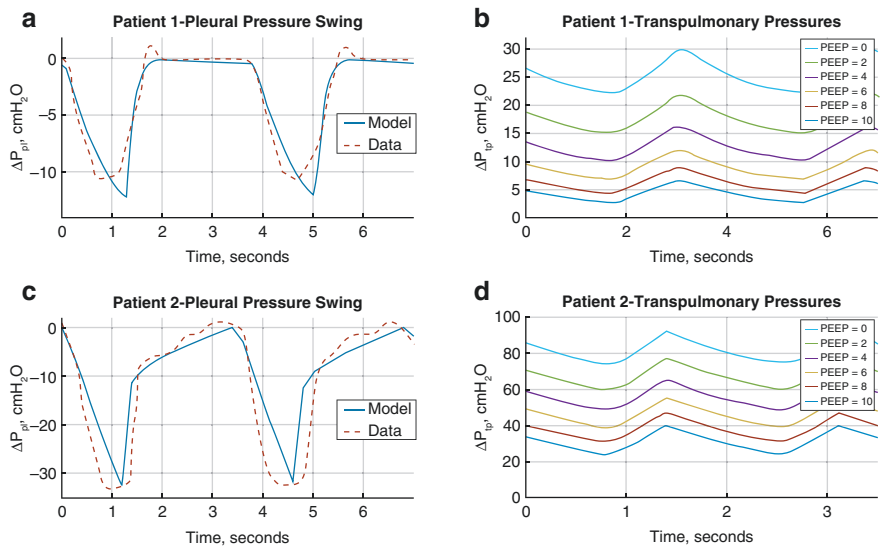 a
Patient 1-Pleural Pressure Swing
0
−5
−10
ΔPpl, cmH2O
Model
Data
0 1 2 3 4 5 6
Time, seconds
b
Patient 1-Transpulmonary Pressures
30
25
20
15
10
5
0
ΔPtp, cmH2O
PEEP = 0
PEEP = 2
PEEP = 4
PEEP = 6
PEEP = 8
PEEP = 10
0 2 4 6
Time, seconds
c
Patient 2-Pleural Pressure Swing
0
−10
−20
−30
ΔPpl, cmH2O
Model
Data
0 1 2 3 4 5 6 7
Time, seconds
d
Patient 2-Transpulmonary Pressures
100
80
60
40
20
0
ΔPtp, cmH2O
PEEP = 0
PEEP = 2
PEEP = 4
PEEP = 6
PEEP = 8
PEEP = 10
0 1 2 3
Time, seconds